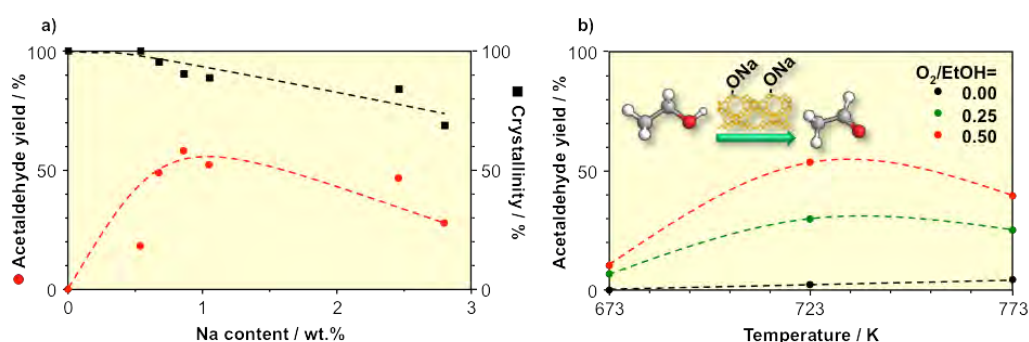 a)
100
50
0
Acetaldehyde yield / %
0
1
2
3
Na content / wt.%
100
50
0
Crystallinity / %
b)
100
50
0
Acetaldehyde yield / %
673
723
773
Temperature / K
ONa
ONa
O2/EtOH=
0.00
0.25
0.50